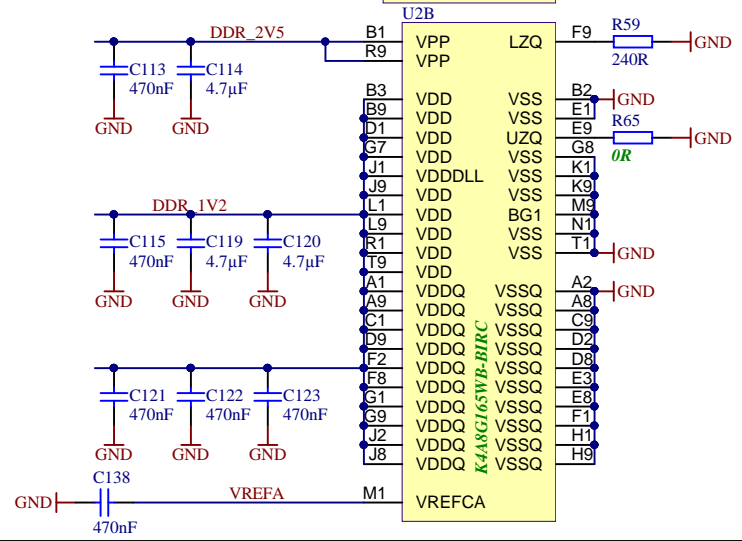 U2B
DDR_2V5 B1 VPP LZQ F9 R59 240R GND
R9 VPP
C113 470nF GND
C114 4.7µF GND
B3 VDD VSS B2 GND
B9 VDD VSS E1
D1 VDD UZQ E9 R65 0R GND
G7 VDD VSS G8
J1 VDDDLL VSS K1
J9 VDD VSS K9
DDR_1V2 L1 VDD BG1 M9
L9 VDD VSS N1
R1 VDD VSS T1 GND
T9 VDD
C115 470nF GND
C119 4.7µF GND
C120 4.7µF GND
A1 VDDQ VSSQ A2 GND
A9 VDDQ VSSQ A8
C1 VDDQ VSSQ C9
D9 VDDQ VSSQ D2
F2 VDDQ VSSQ D8
F8 VDDQ VSSQ E3
G1 VDDQ VSSQ E8
G9 VDDQ VSSQ F1
J2 VDDQ VSSQ H1
J8 VDDQ VSSQ H9
K4A8G165WB-BIRC
C121 470nF GND
C122 470nF GND
C123 470nF GND
GND C138 470nF VREFA M1 VREFCA